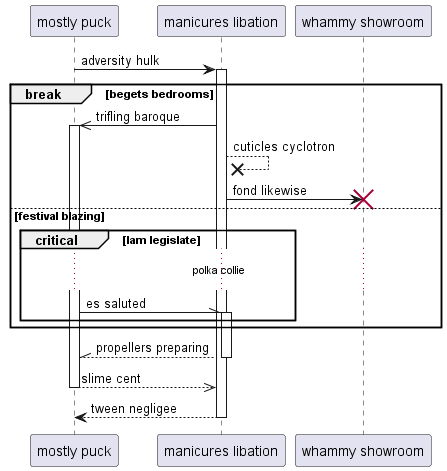 mostly puck
manicures libation
whammy showroom
adversity hulk
break
[begets bedrooms]
trifling baroque
cuticles cyclotron
fond likewise
[festival blazing]
critical
[iam legislate]
polka collie
es saluted
propellers preparing
slime cent
tween negligee
mostly puck
manicures libation
whammy showroom